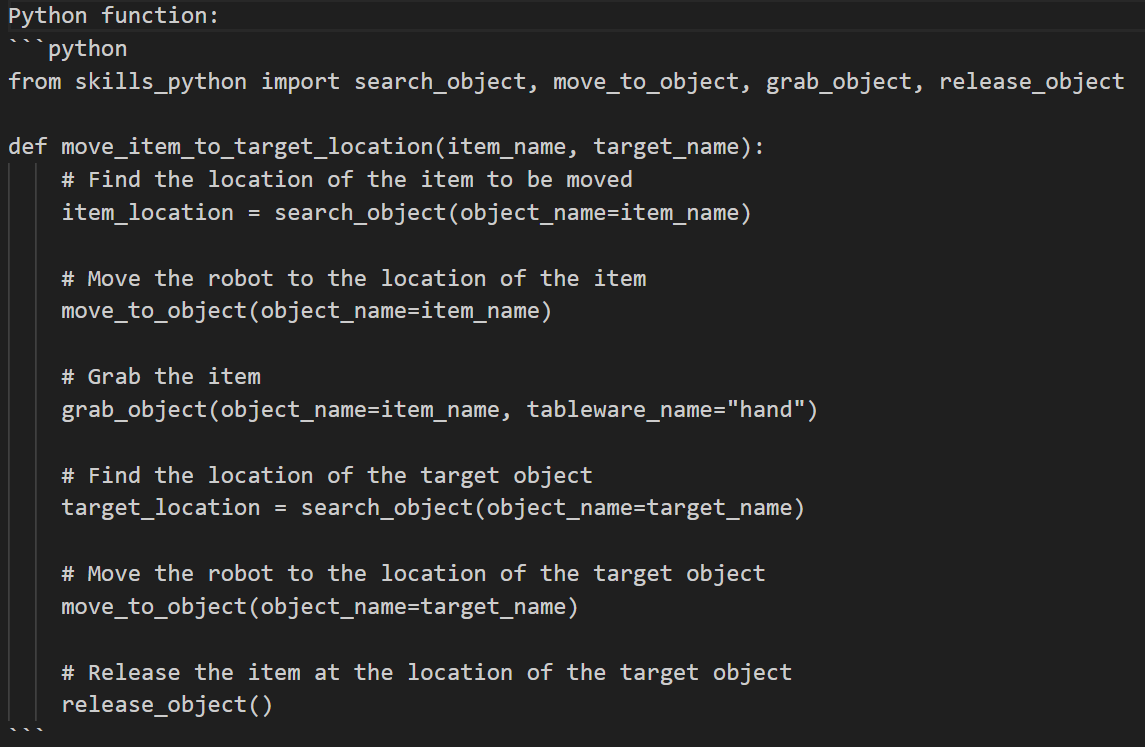 Python function:
```python
from skills_python import search_object, move_to_object, grab_object, release_object

def move_item_to_target_location(item_name, target_name):
    # Find the location of the item to be moved
    item_location = search_object(object_name=item_name)

    # Move the robot to the location of the item
    move_to_object(object_name=item_name)

    # Grab the item
    grab_object(object_name=item_name, tableware_name="hand")

    # Find the location of the target object
    target_location = search_object(object_name=target_name)

    # Move the robot to the location of the target object
    move_to_object(object_name=target_name)

    # Release the item at the location of the target object
    release_object()
```